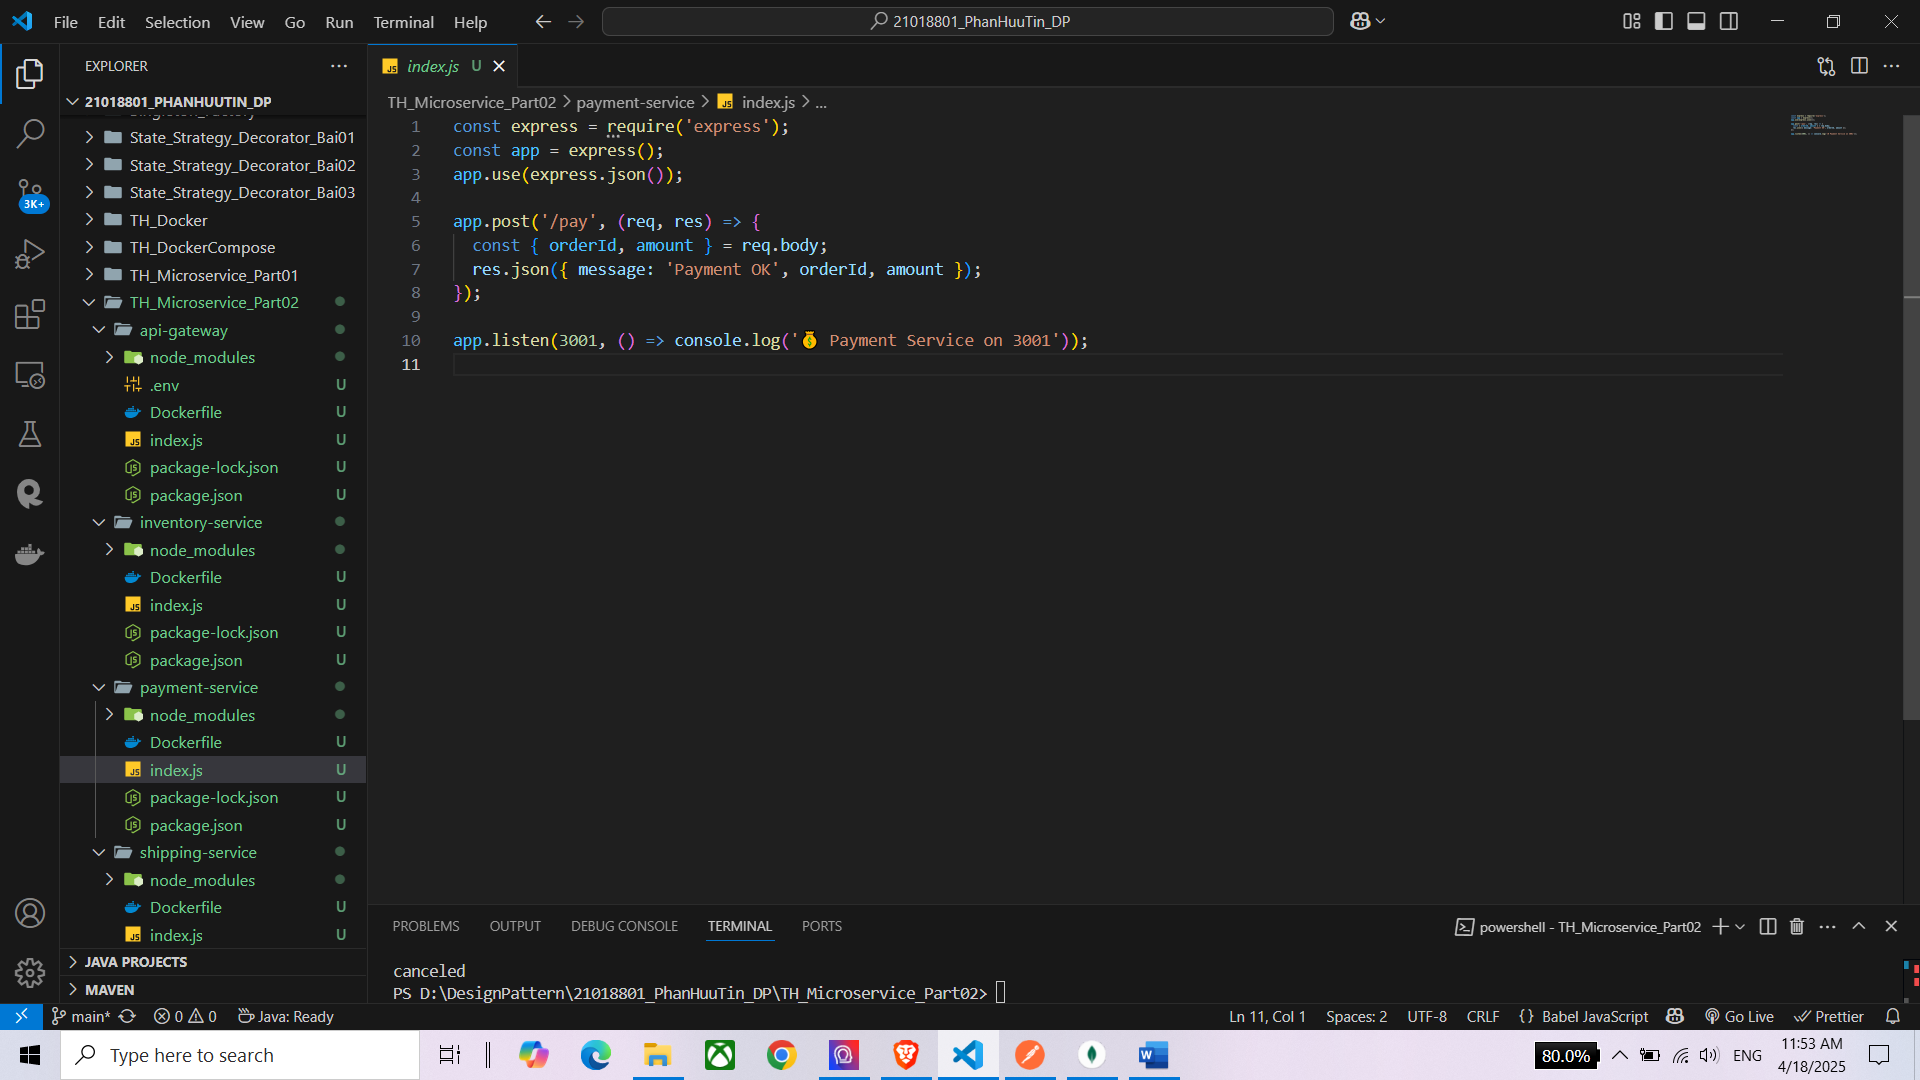 File Edit Selection View Go Run Terminal Help
21018801_PhanHuuTin_DP
EXPLORER
21018801_PHANHUUTIN_DP
State_Strategy_Decorator_Bai01
State_Strategy_Decorator_Bai02
State_Strategy_Decorator_Bai03
TH_Docker
TH_DockerCompose
TH_Microservice_Part01
TH_Microservice_Part02
api-gateway
node_modules
.env U
Dockerfile U
JS index.js U
package-lock.json U
package.json U
inventory-service
node_modules
Dockerfile U
JS index.js U
package-lock.json U
package.json U
payment-service
node_modules
Dockerfile U
JS index.js U
package-lock.json U
package.json U
shipping-service
node_modules
Dockerfile U
JS index.js U
JAVA PROJECTS
MAVEN
3K+
JS index.js U
TH_Microservice_Part02 > payment-service > JS index.js > ...
1 const express = require('express');
2 const app = express();
3 app.use(express.json());
4
5 app.post('/pay', (req, res) => {
6 const { orderId, amount } = req.body;
7 res.json({ message: 'Payment OK', orderId, amount });
8 });
9
10 app.listen(3001, () => console.log('💰 Payment Service on 3001'));
11
PROBLEMS OUTPUT DEBUG CONSOLE TERMINAL PORTS
powershell - TH_Microservice_Part02
canceled
PS D:\DesignPattern\21018801_PhanHuuTin_DP\TH_Microservice_Part02>
main* 0 0 Java: Ready
Ln 11, Col 1 Spaces: 2 UTF-8 CRLF {} Babel JavaScript Go Live Prettier
Type here to search
80.0% ENG
11:53 AM
4/18/2025